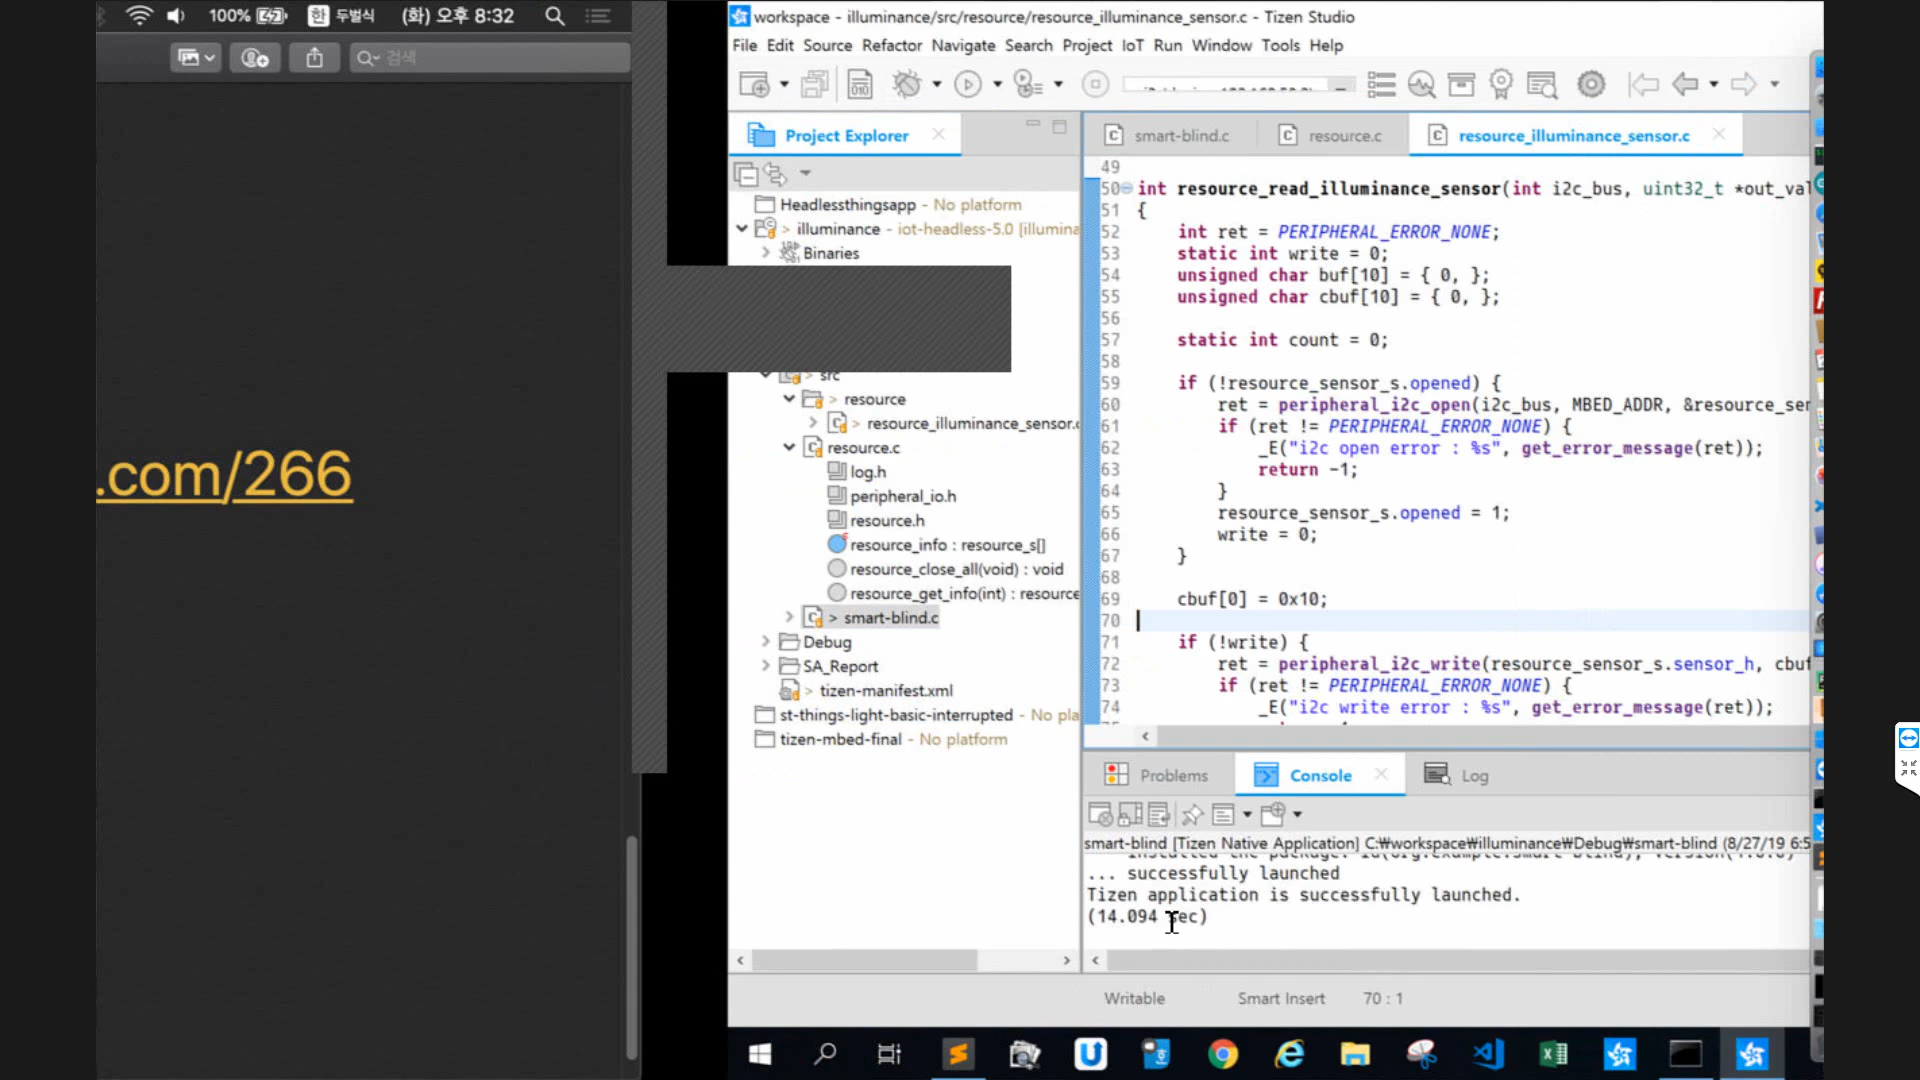 100% 한 두벌식 (화) 오후 8:32
검색
.com/266
workspace - illuminance/src/resource/resource_illuminance_sensor.c - Tizen Studio
File Edit Source Refactor Navigate Search Project IoT Run Window Tools Help
Project Explorer
Headlessthingsapp - No platform
> illuminance - iot-headless-5.0 [illumina
Binaries
> src
> resource
> resource_illuminance_sensor.c
resource.c
log.h
peripheral_io.h
resource.h
resource_info : resource_s[]
resource_close_all(void) : void
resource_get_info(int) : resource
> smart-blind.c
Debug
SA_Report
> tizen-manifest.xml
st-things-light-basic-interrupted - No pla
tizen-mbed-final - No platform
smart-blind.c resource.c resource_illuminance_sensor.c
49
50 int resource_read_illuminance_sensor(int i2c_bus, uint32_t *out_val
51 {
52 int ret = PERIPHERAL_ERROR_NONE;
53 static int write = 0;
54 unsigned char buf[10] = { 0, };
55 unsigned char cbuf[10] = { 0, };
56
57 static int count = 0;
58
59 if (!resource_sensor_s.opened) {
60 ret = peripheral_i2c_open(i2c_bus, MBED_ADDR, &resource_sen
61 if (ret != PERIPHERAL_ERROR_NONE) {
62 _E("i2c open error : %s", get_error_message(ret));
63 return -1;
64 }
65 resource_sensor_s.opened = 1;
66 write = 0;
67 }
68
69 cbuf[0] = 0x10;
70
71 if (!write) {
72 ret = peripheral_i2c_write(resource_sensor_s.sensor_h, cbuf
73 if (ret != PERIPHERAL_ERROR_NONE) {
74 _E("i2c write error : %s", get_error_message(ret));
Problems Console Log
smart-blind [Tizen Native Application] C:₩workspace₩illuminance₩Debug₩smart-blind (8/27/19 6:5
... successfully launched
Tizen application is successfully launched.
(14.094 sec)
Writable Smart Insert 70 : 1